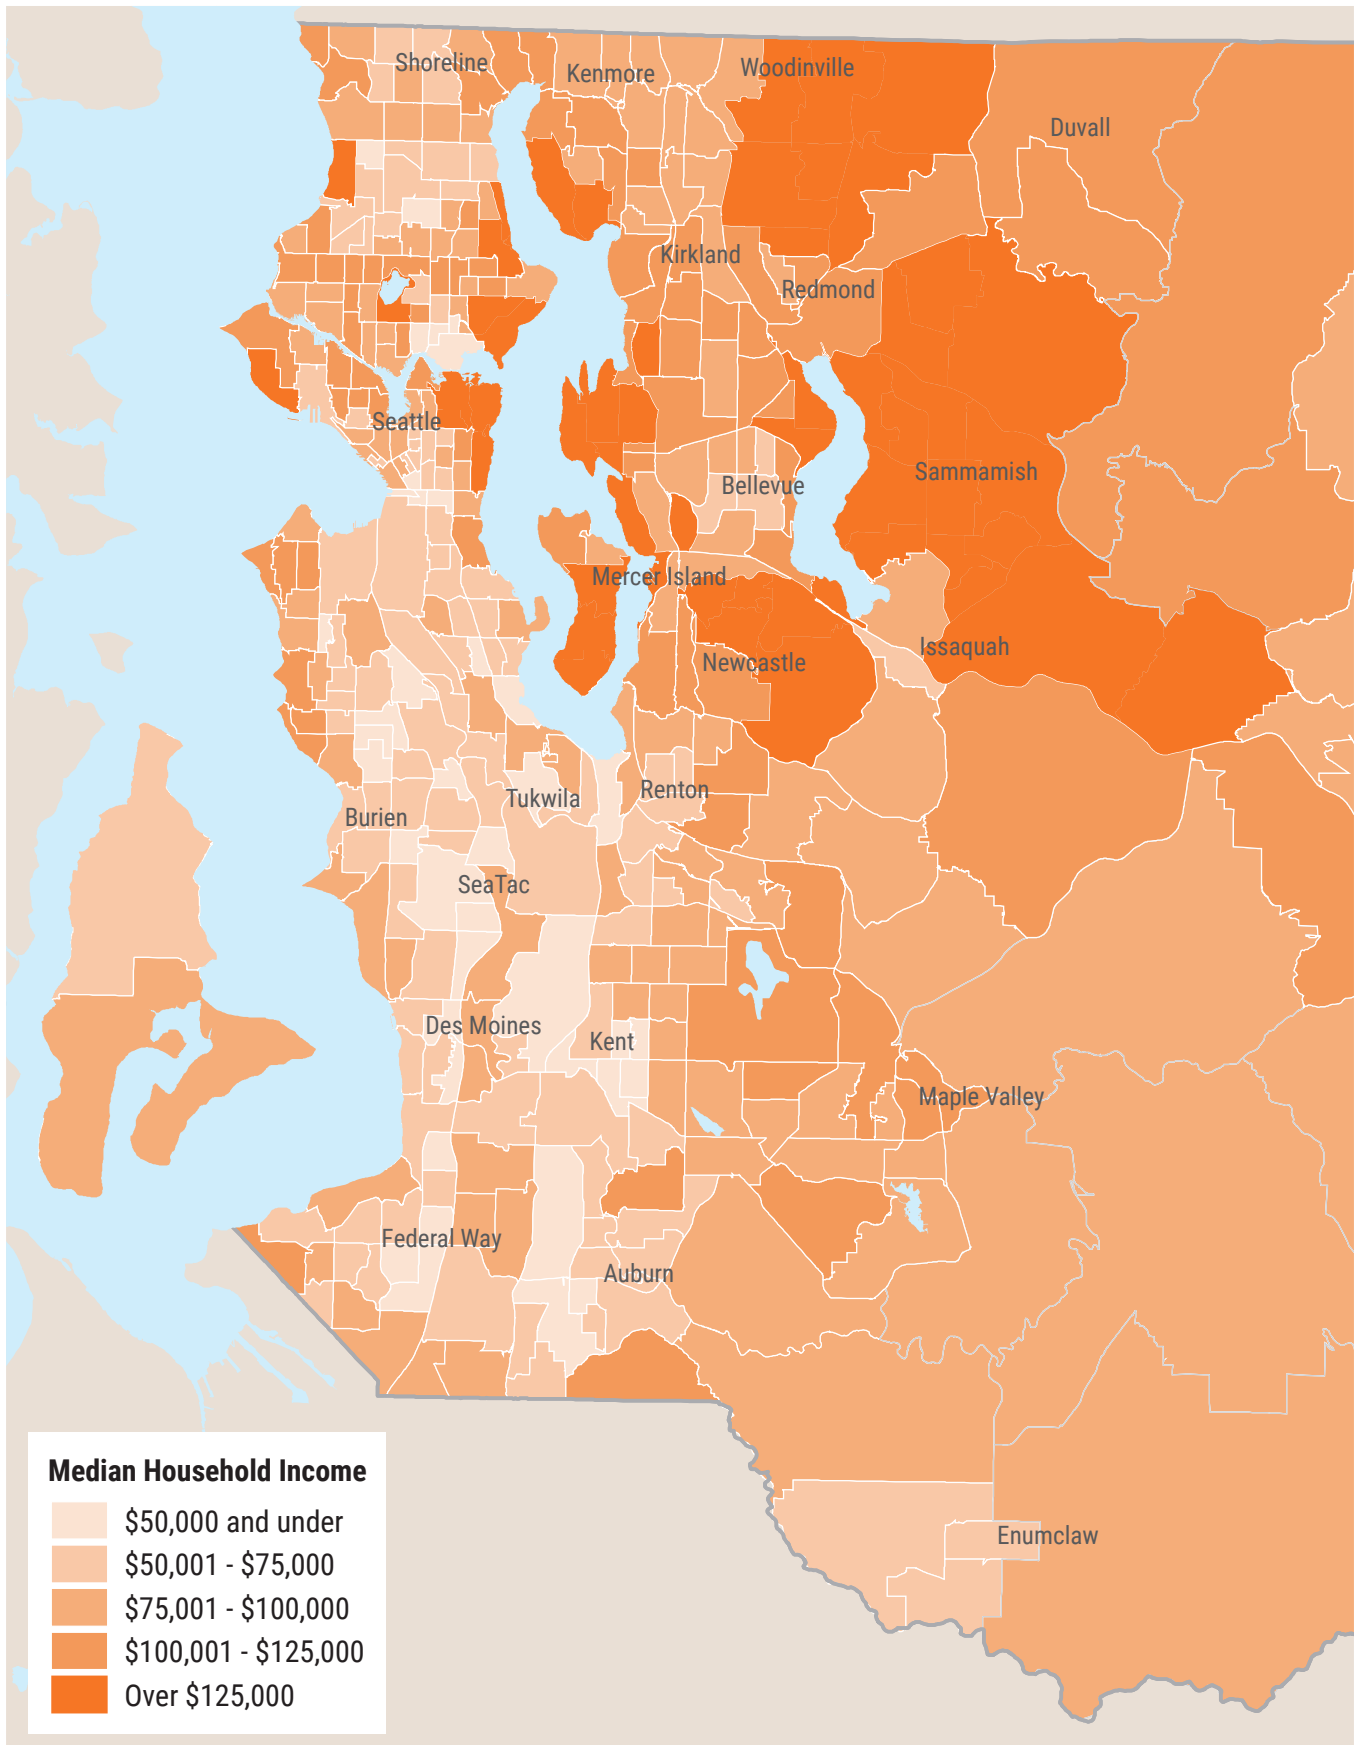 Shoreline
Kenmore
Woodinville
Duvall
Kirkland
Redmond
Seattle
Sammamish
Bellevue
Mercer Island
Issaquah
Newcastle
Renton
Tukwila
Burien
SeaTac
Des Moines
Kent
Maple Valley
Federal Way
Auburn
Enumclaw
Median Household Income
$50,000 and under
$50,001 - $75,000
$75,001 - $100,000
$100,001 - $125,000
Over $125,000